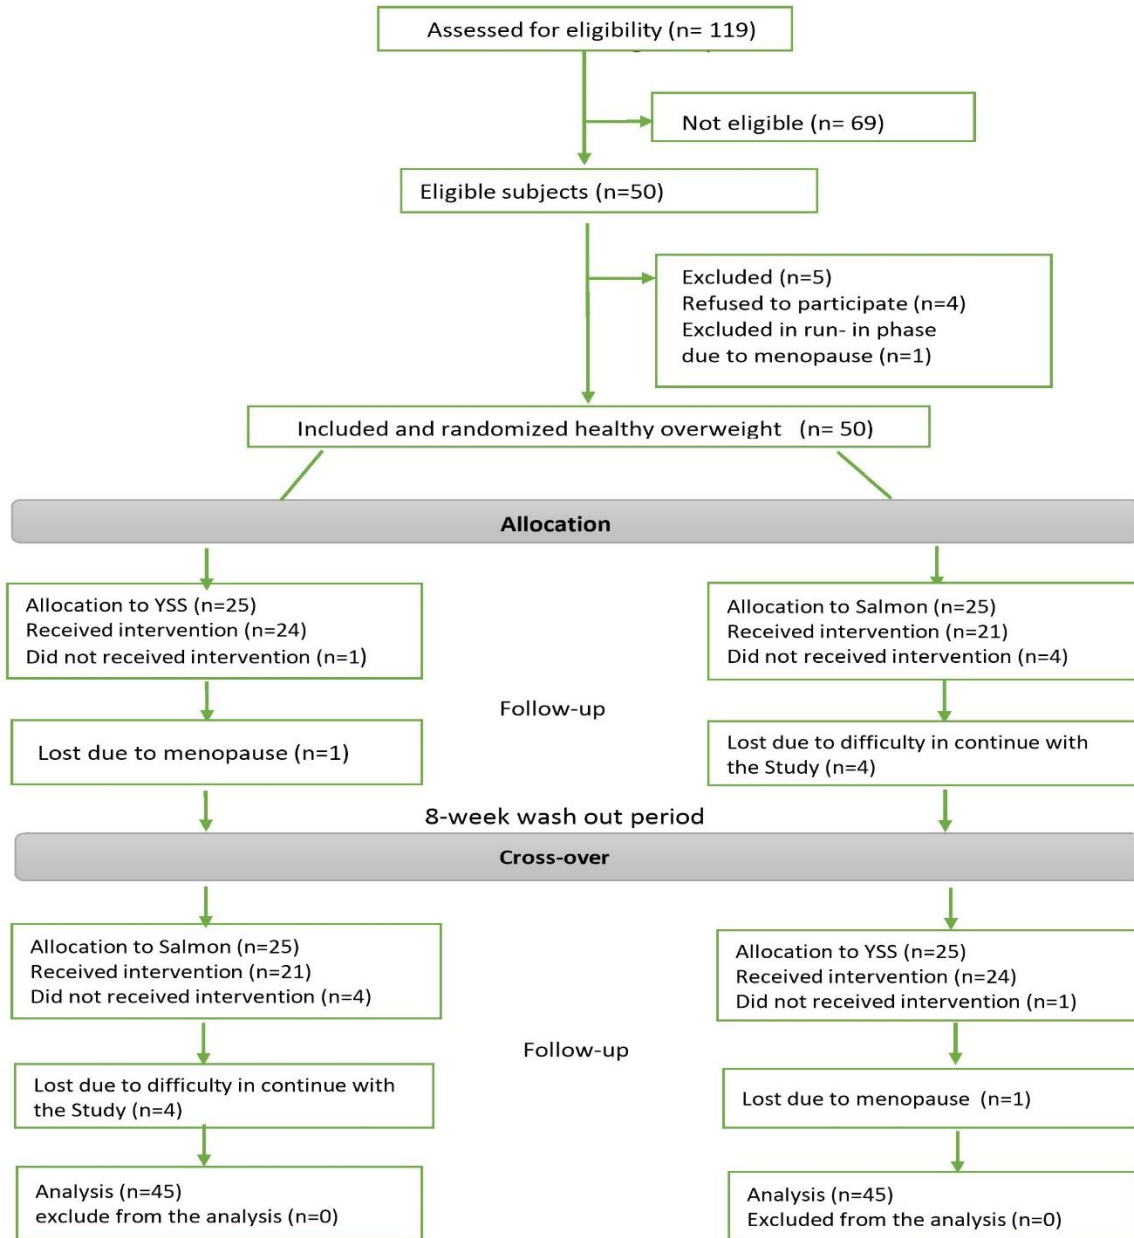 Assessed for eligibility (n= 119)
Not eligible (n= 69)
Eligible subjects (n=50)
Excluded (n=5)
Refused to participate (n=4)
Excluded in run- in phase
due to menopause (n=1)
Included and randomized healthy overweight (n= 50)
Allocation
Allocation to YSS (n=25)
Received intervention (n=24)
Did not received intervention (n=1)
Allocation to Salmon (n=25)
Received intervention (n=21)
Did not received intervention (n=4)
Follow-up
Lost due to menopause (n=1)
Lost due to difficulty in continue with
the Study (n=4)
8-week wash out period
Cross-over
Allocation to Salmon (n=25)
Received intervention (n=21)
Did not received intervention (n=4)
Allocation to YSS (n=25)
Received intervention (n=24)
Did not received intervention (n=1)
Follow-up
Lost due to difficulty in continue with
the Study (n=4)
Lost due to menopause (n=1)
Analysis (n=45)
exclude from the analysis (n=0)
Analysis (n=45)
Excluded from the analysis (n=0)